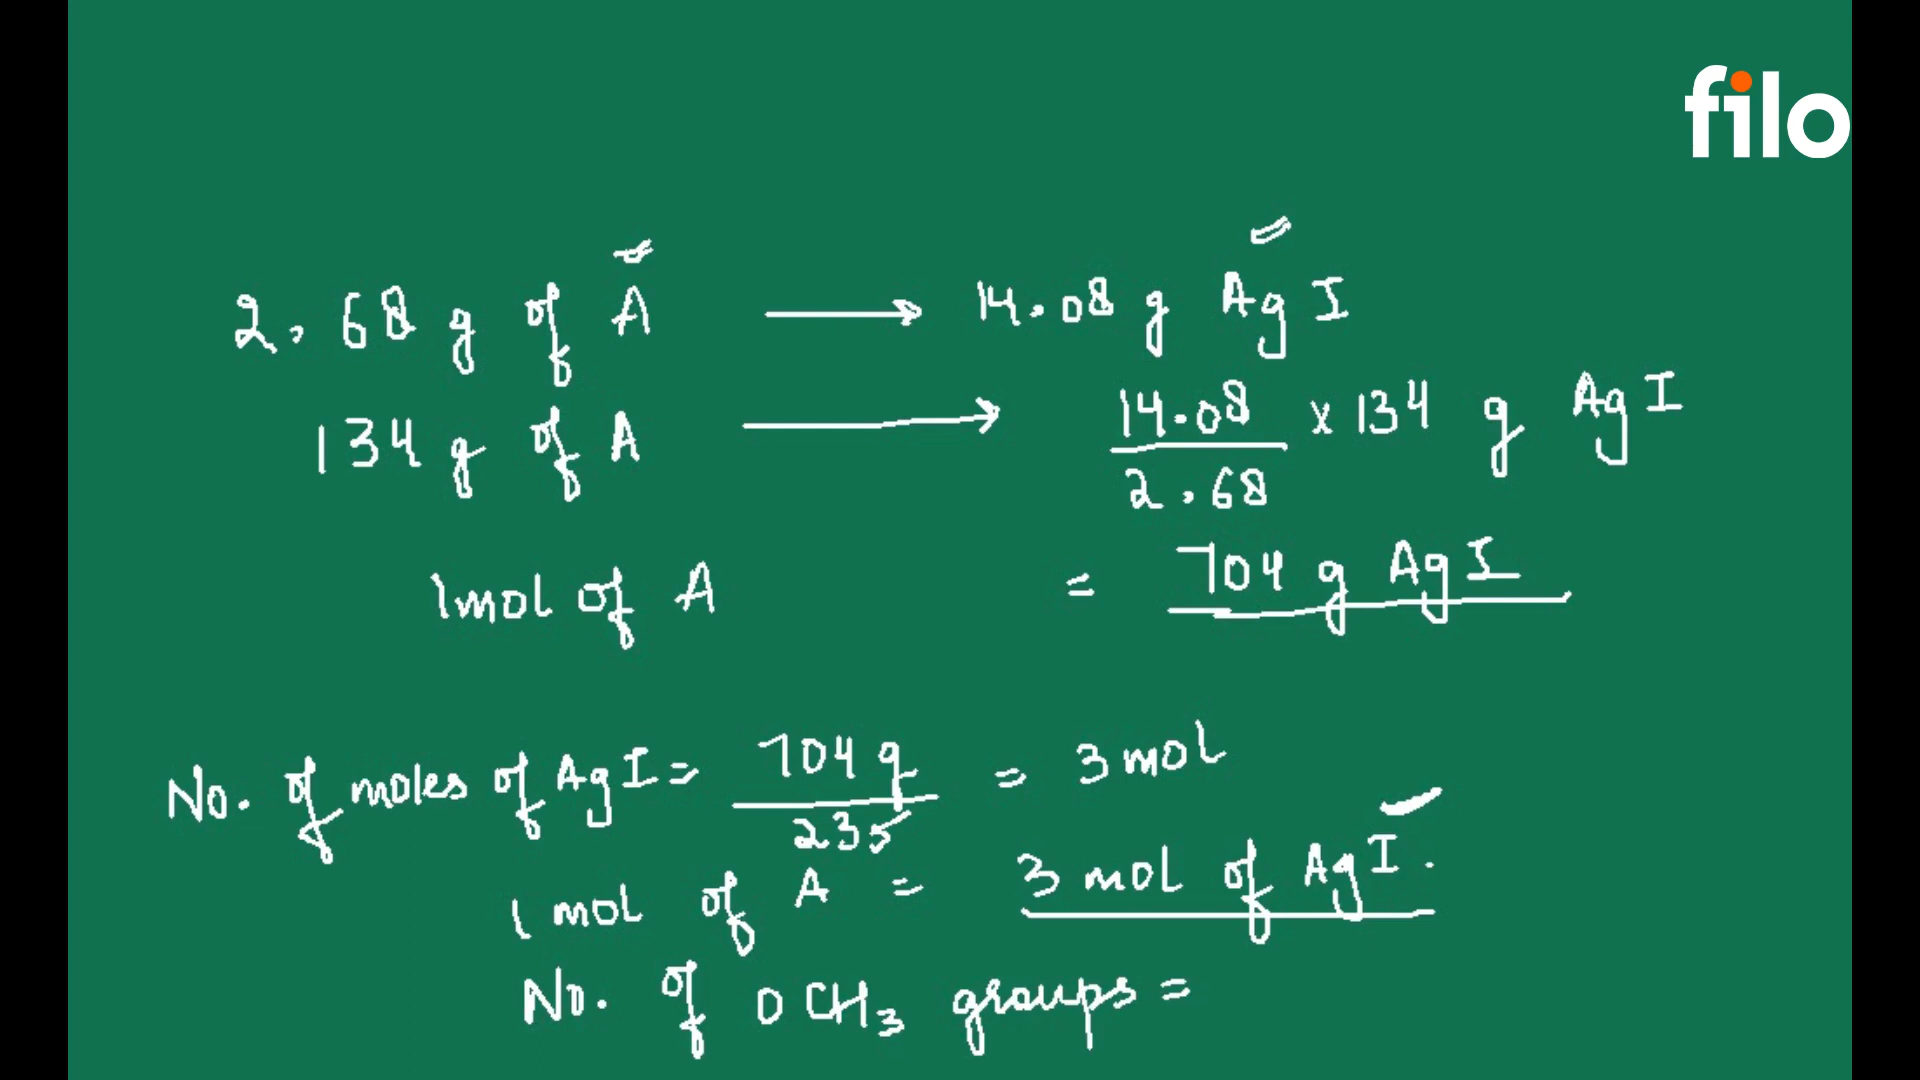 filo
2.68 g of A ⟶ 14.08 g AgI
134 g of A ⟶ 14.08/2.68 x 134 g AgI
1mol of A = 704 g AgI
No. of moles of AgI = 704 g/235 = 3 mol
1 mol of A = 3 mol of AgI.
No. of OCH₃ groups =